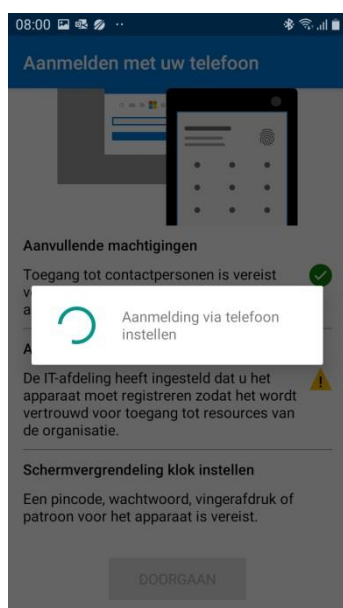 08:00
Aanmelden met uw telefoon
Aanvullende machtigingen
Toegang tot contactpersonen is vereist
v
a
Aanmelding via telefoon
instellen
A
De IT-afdeling heeft ingesteld dat u het
apparaat moet registreren zodat het wordt
vertrouwd voor toegang tot resources van
de organisatie.
Schermvergrendeling klok instellen
Een pincode, wachtwoord, vingerafdruk of
patroon voor het apparaat is vereist.
DOORGAAN